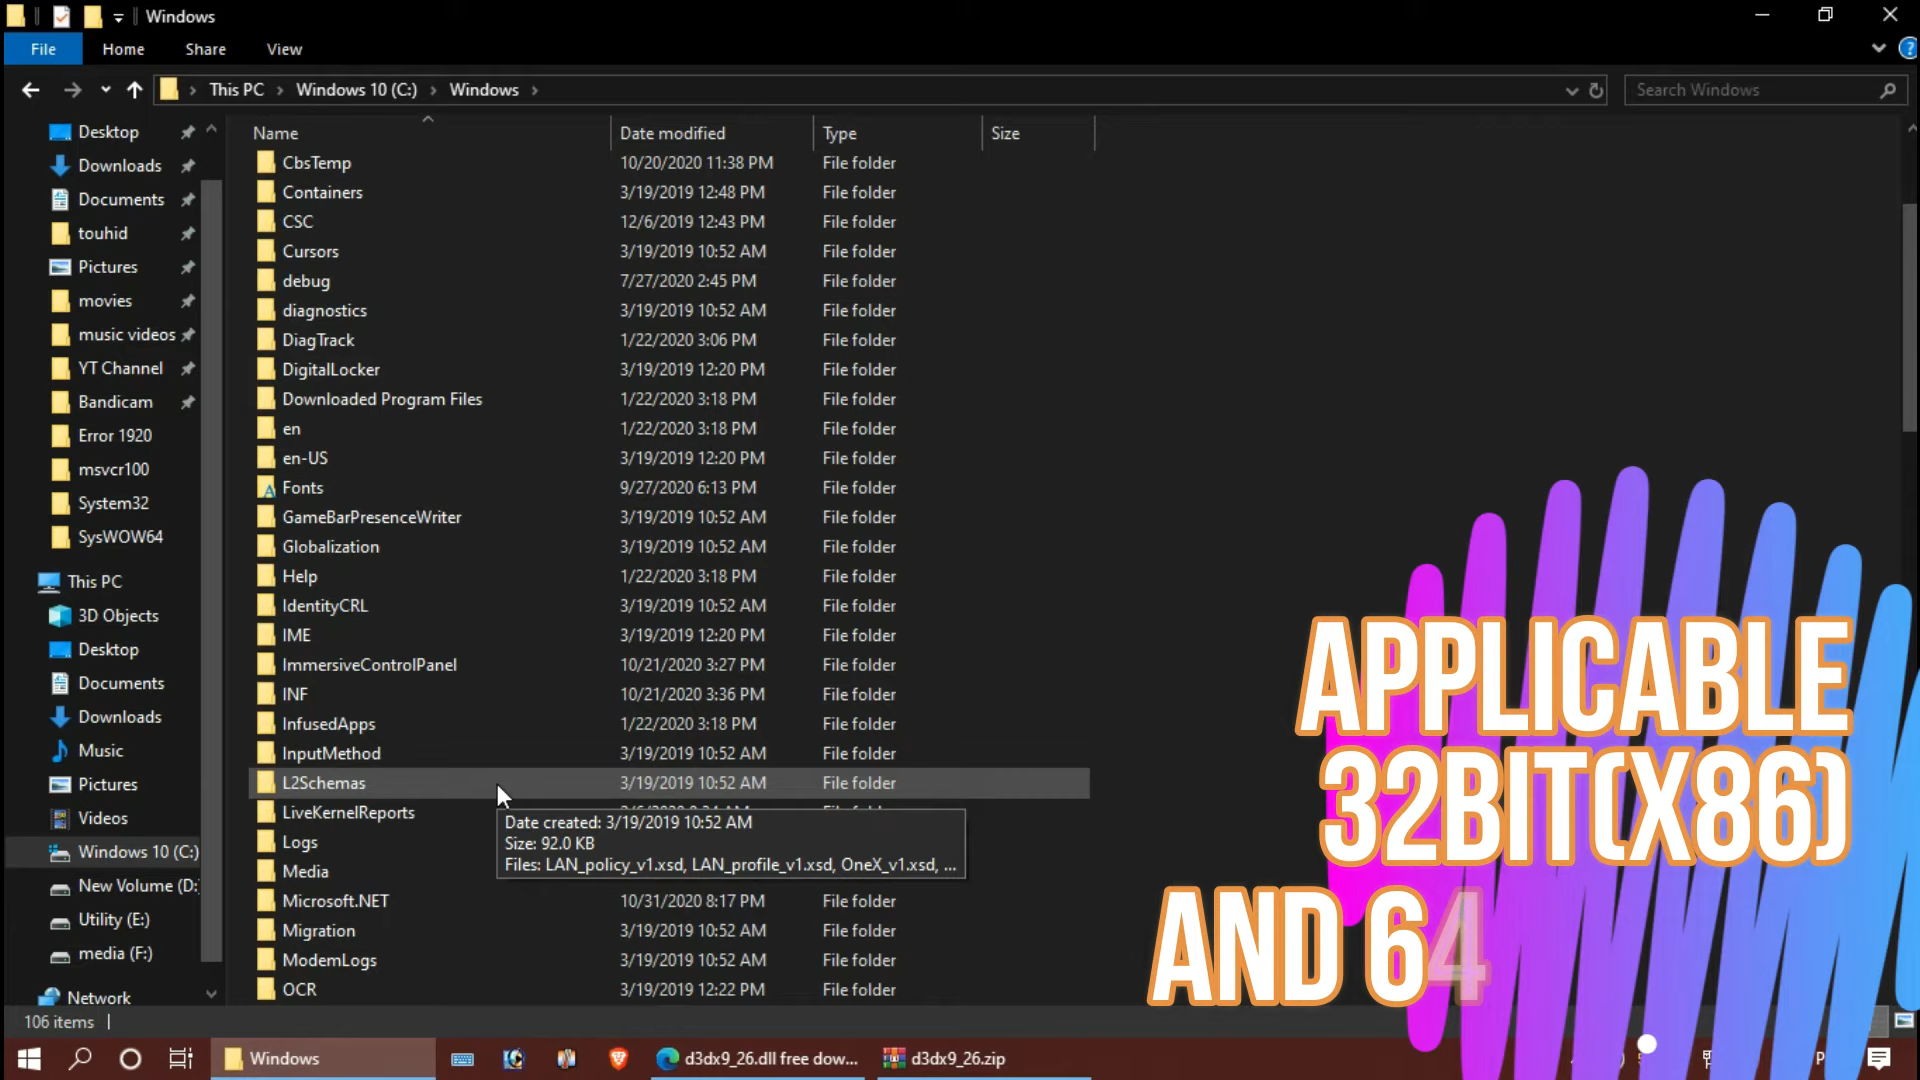 Windows
File Home Share View
This PC Windows 10 (C:) Windows
Search Windows
Name Date modified Type Size
CbsTemp 10/20/2020 11:38 PM File folder
Containers 3/19/2019 12:48 PM File folder
CSC 12/6/2019 12:43 PM File folder
Cursors 3/19/2019 10:52 AM File folder
debug 7/27/2020 2:45 PM File folder
diagnostics 3/19/2019 10:52 AM File folder
DiagTrack 1/22/2020 3:06 PM File folder
DigitalLocker 3/19/2019 12:20 PM File folder
Downloaded Program Files 1/22/2020 3:18 PM File folder
en 1/22/2020 3:18 PM File folder
en-US 3/19/2019 12:20 PM File folder
Fonts 9/27/2020 6:13 PM File folder
GameBarPresenceWriter 3/19/2019 10:52 AM File folder
Globalization 3/19/2019 10:52 AM File folder
Help 1/22/2020 3:18 PM File folder
IdentityCRL 3/19/2019 10:52 AM File folder
IME 3/19/2019 12:20 PM File folder
ImmersiveControlPanel 10/21/2020 3:27 PM File folder
INF 10/21/2020 3:36 PM File folder
InfusedApps 1/22/2020 3:18 PM File folder
InputMethod 3/19/2019 10:52 AM File folder
L2Schemas 3/19/2019 10:52 AM File folder
LiveKernelReports
Logs
Media
Microsoft.NET 10/31/2020 8:17 PM File folder
Migration 3/19/2019 10:52 AM File folder
ModemLogs 3/19/2019 10:52 AM File folder
OCR 3/19/2019 12:22 PM File folder
Date created: 3/19/2019 10:52 AM
Size: 92.0 KB
Files: LAN_policy_v1.xsd, LAN_profile_v1.xsd, OneX_v1.xsd, ...
Desktop
Downloads
Documents
touhid
Pictures
movies
music videos
YT Channel
Bandicam
Error 1920
msvcr100
System32
SysWOW64
This PC
3D Objects
Desktop
Documents
Downloads
Music
Pictures
Videos
Windows 10 (C:)
New Volume (D:
Utility (E:)
media (F:)
Network
106 items
APPLICABLE
32BIT(X86)
AND 64
Windows
d3dx9_26.dll free dow...
d3dx9_26.zip